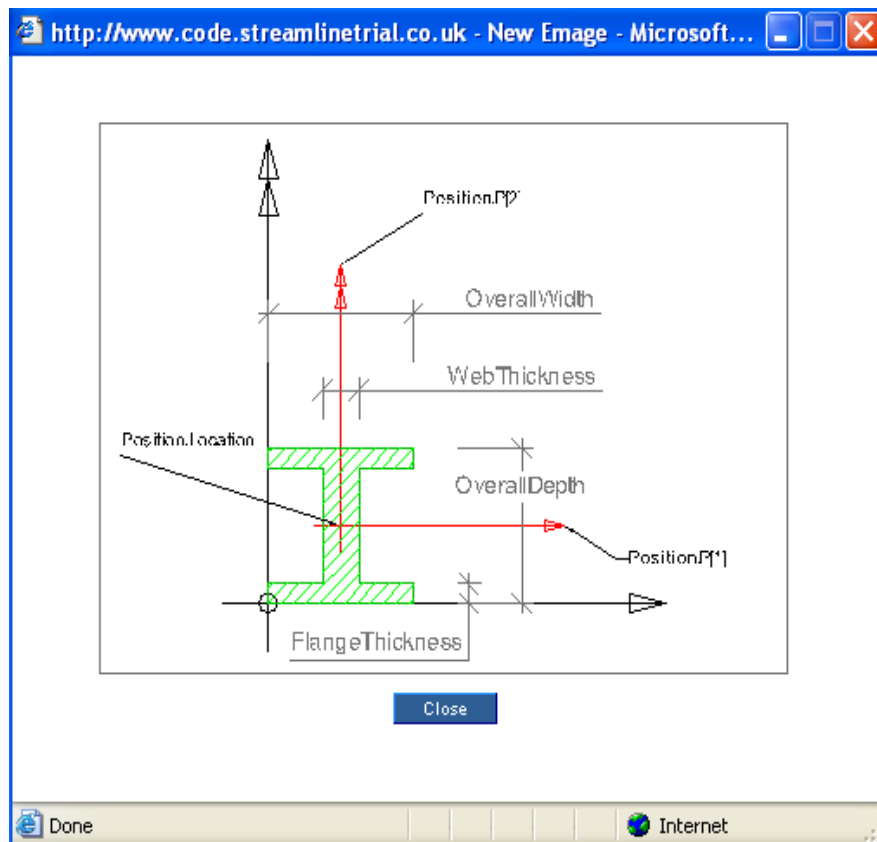 http://www.code.streamlinetrial.co.uk - New Emage - Microsoft...
Position.P[2]
OverallWidth
WebThickness
Position.Location
OverallDepth
Position.P[1]
FlangeThickness
Close
Done
Internet